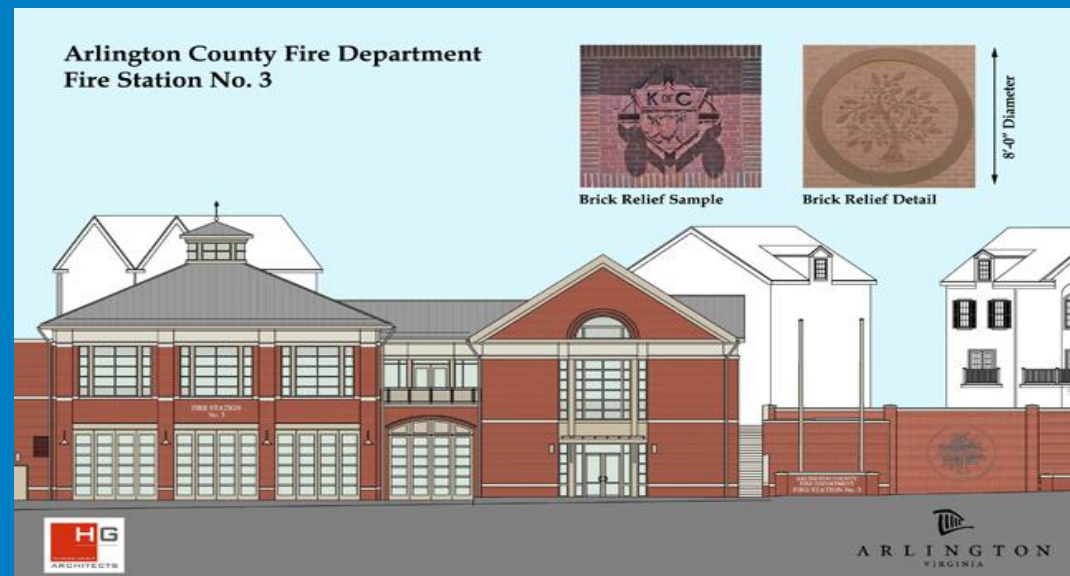 Arlington County Fire Department
Fire Station No. 3
K OF C
8'-0" Diameter
Brick Relief Sample
Brick Relief Detail
FIRE STATION
No. 3
ARLINGTON COUNTY
FIRE DEPARTMENT
FIRE STATION No. 3
HG
ARCHITECTS
ARLINGTON
VIRGINIA